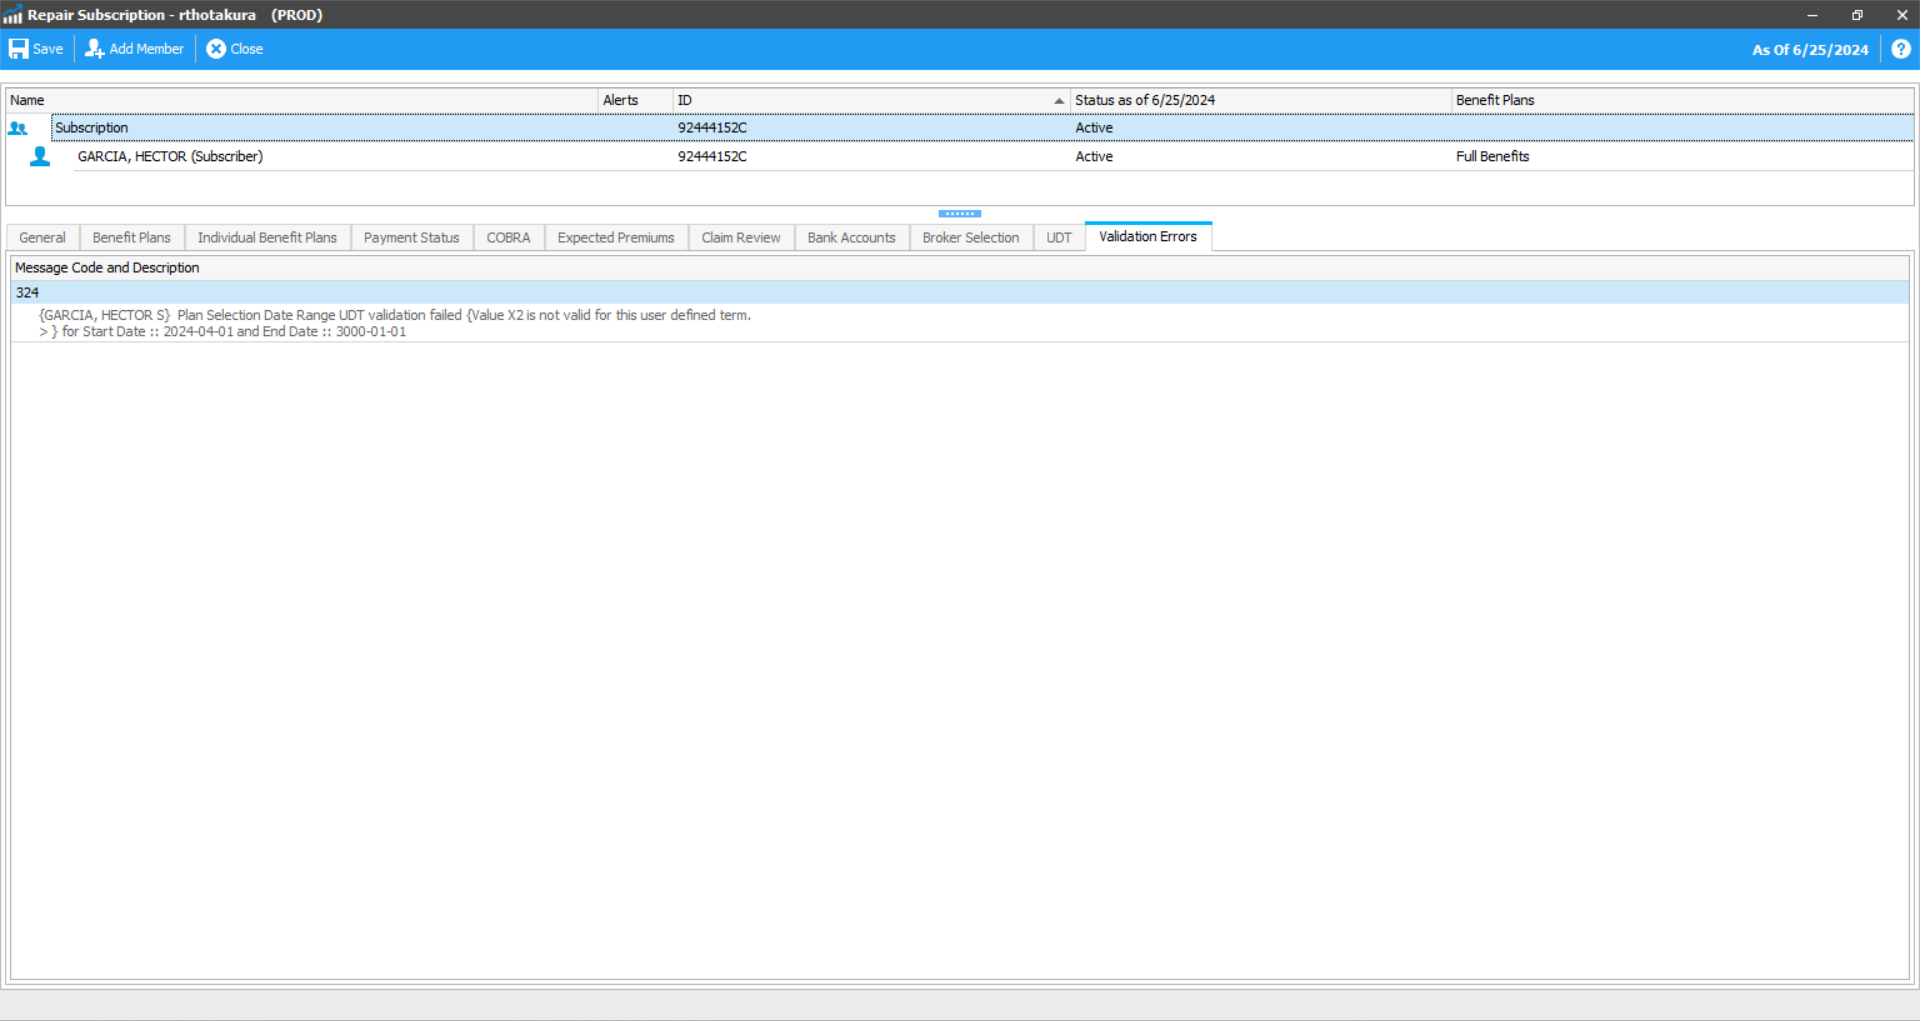 Repair Subscription - rthotakura (PROD)
Save Add Member Close As Of 6/25/2024 ?
Name Alerts ID Status as of 6/25/2024 Benefit Plans
Subscription 92444152C Active
GARCIA, HECTOR (Subscriber) 92444152C Active Full Benefits
General Benefit Plans Individual Benefit Plans Payment Status COBRA Expected Premiums Claim Review Bank Accounts Broker Selection UDT Validation Errors
Message Code and Description
324
{GARCIA, HECTOR S} Plan Selection Date Range UDT validation failed {Value X2 is not valid for this user defined term.
> } for Start Date :: 2024-04-01 and End Date :: 3000-01-01